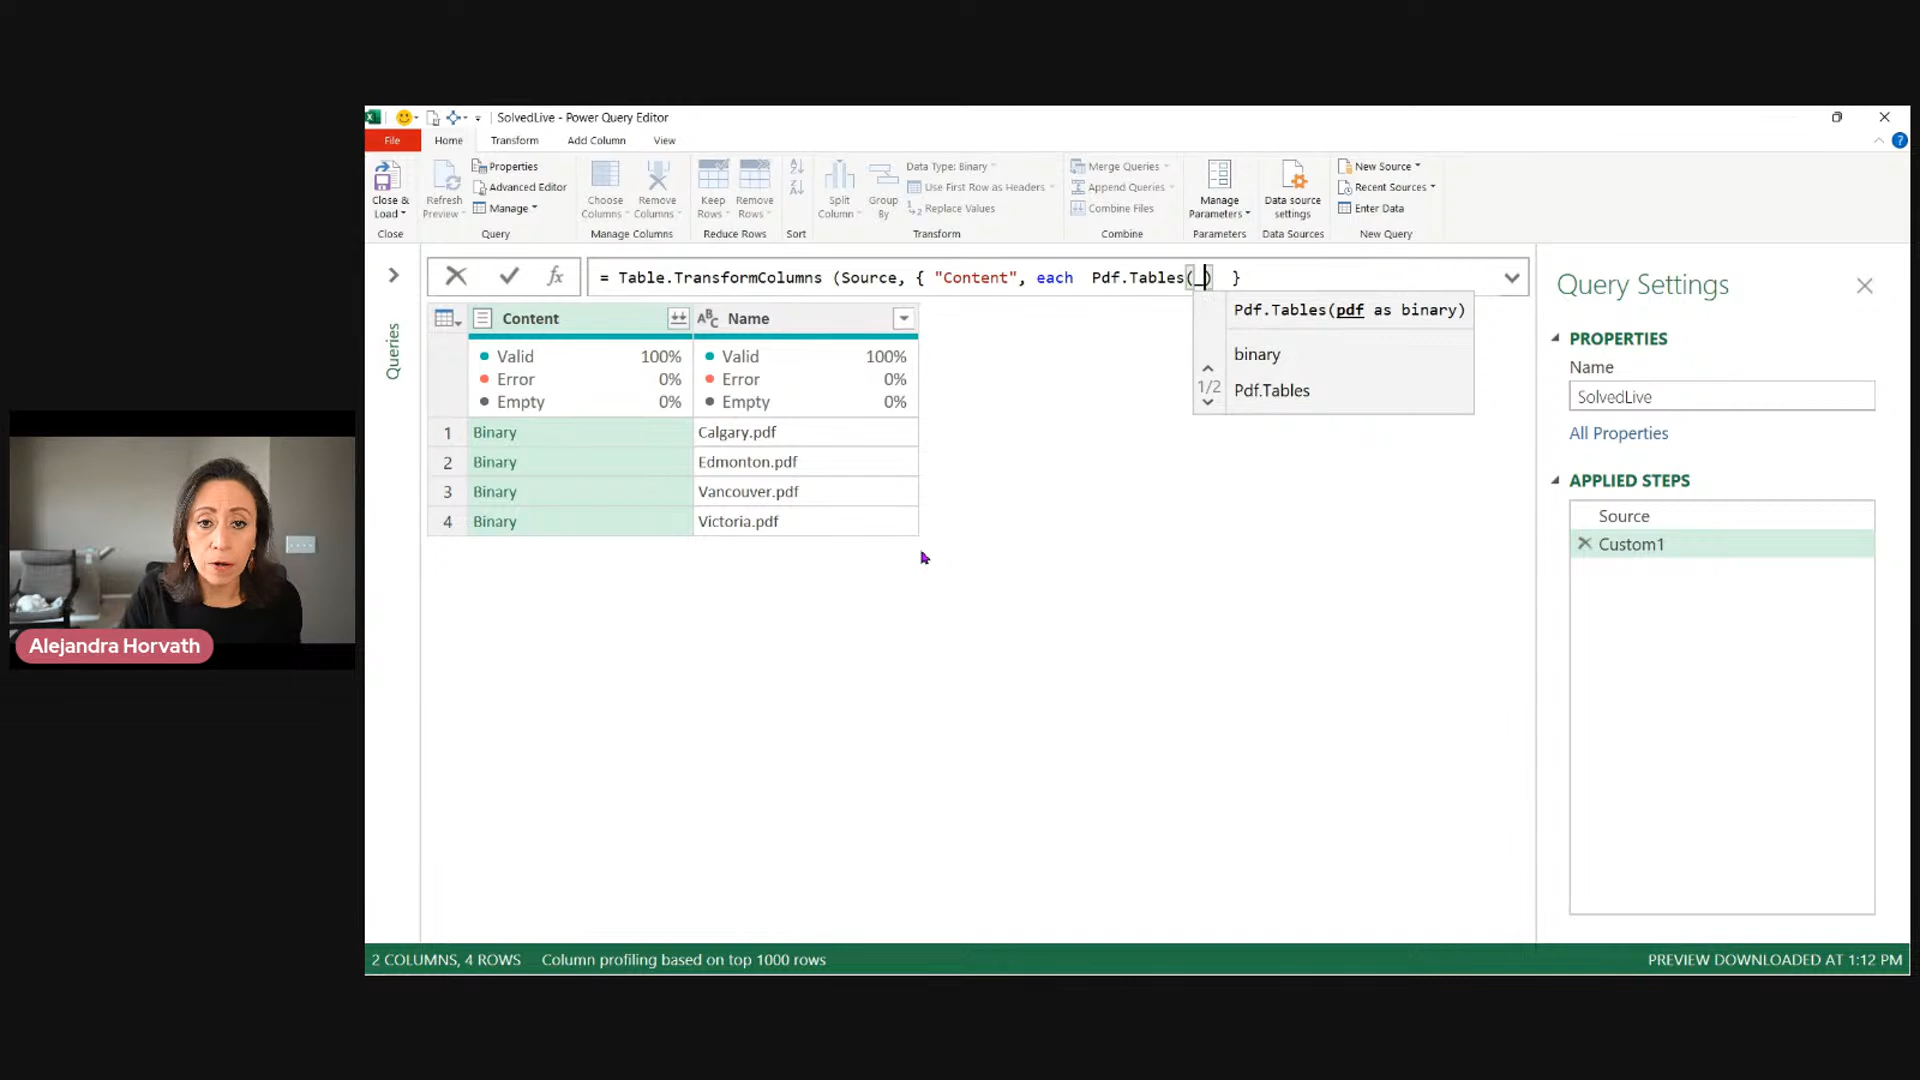 SolvedLive - Power Query Editor
File Home Transform Add Column View
Close & Load
Refresh Preview
Properties
Advanced Editor
Manage
Choose Columns
Remove Columns
Keep Rows
Remove Rows
Split Column
Group By
Data Type: Binary
Use First Row as Headers
Replace Values
Merge Queries
Append Queries
Combine Files
Manage Parameters
Data source settings
New Source
Recent Sources
Enter Data
Close Query Manage Columns Reduce Rows Sort Transform Combine Parameters Data Sources New Query
= Table.TransformColumns (Source, { "Content", each Pdf.Tables(_) }
Pdf.Tables(pdf as binary)
binary
1/2
Pdf.Tables
Queries
Content ABC Name
Valid 100% Valid 100%
Error 0% Error 0%
Empty 0% Empty 0%
1 Binary Calgary.pdf
2 Binary Edmonton.pdf
3 Binary Vancouver.pdf
4 Binary Victoria.pdf
Query Settings
PROPERTIES
Name
SolvedLive
All Properties
APPLIED STEPS
Source
Custom1
Alejandra Horvath
2 COLUMNS, 4 ROWS Column profiling based on top 1000 rows PREVIEW DOWNLOADED AT 1:12 PM